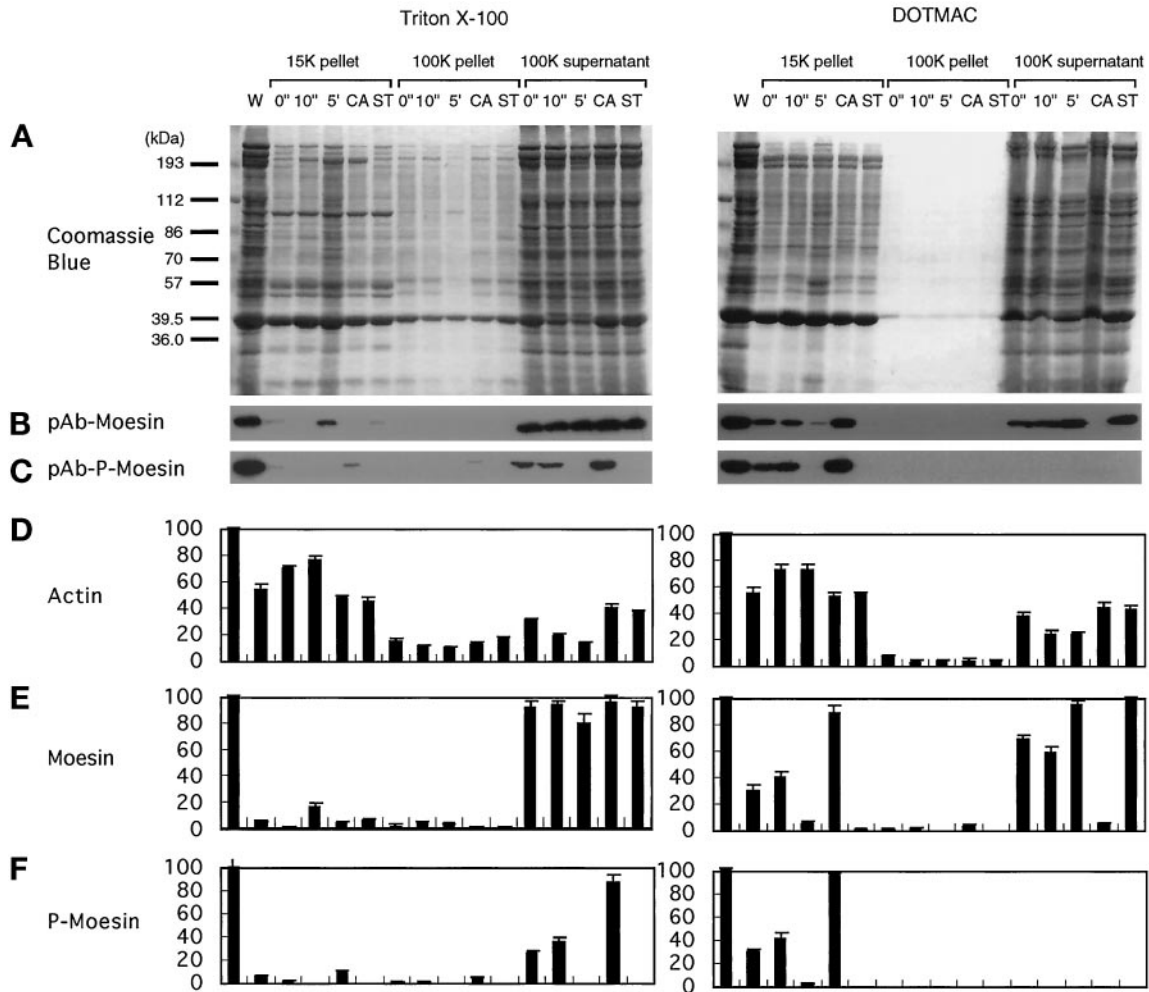 Triton X-100
DOTMAC
15K pellet 100K pellet 100K supernatant
15K pellet 100K pellet 100K supernatant
W 0" 10" 5' CA ST 0" 10" 5' CA ST 0" 10" 5' CA ST
W 0" 10" 5' CA ST 0" 10" 5' CA ST 0" 10" 5' CA ST
A
(kDa)
193
112
86
70
57
39.5
36.0
Coomassie
Blue
B pAb-Moesin
C pAb-P-Moesin
D
Actin
100
80
60
40
20
0
100
80
60
40
20
0
E
Moesin
100
80
60
40
20
0
100
80
60
40
20
0
F
P-Moesin
100
80
60
40
20
0
100
80
60
40
20
0